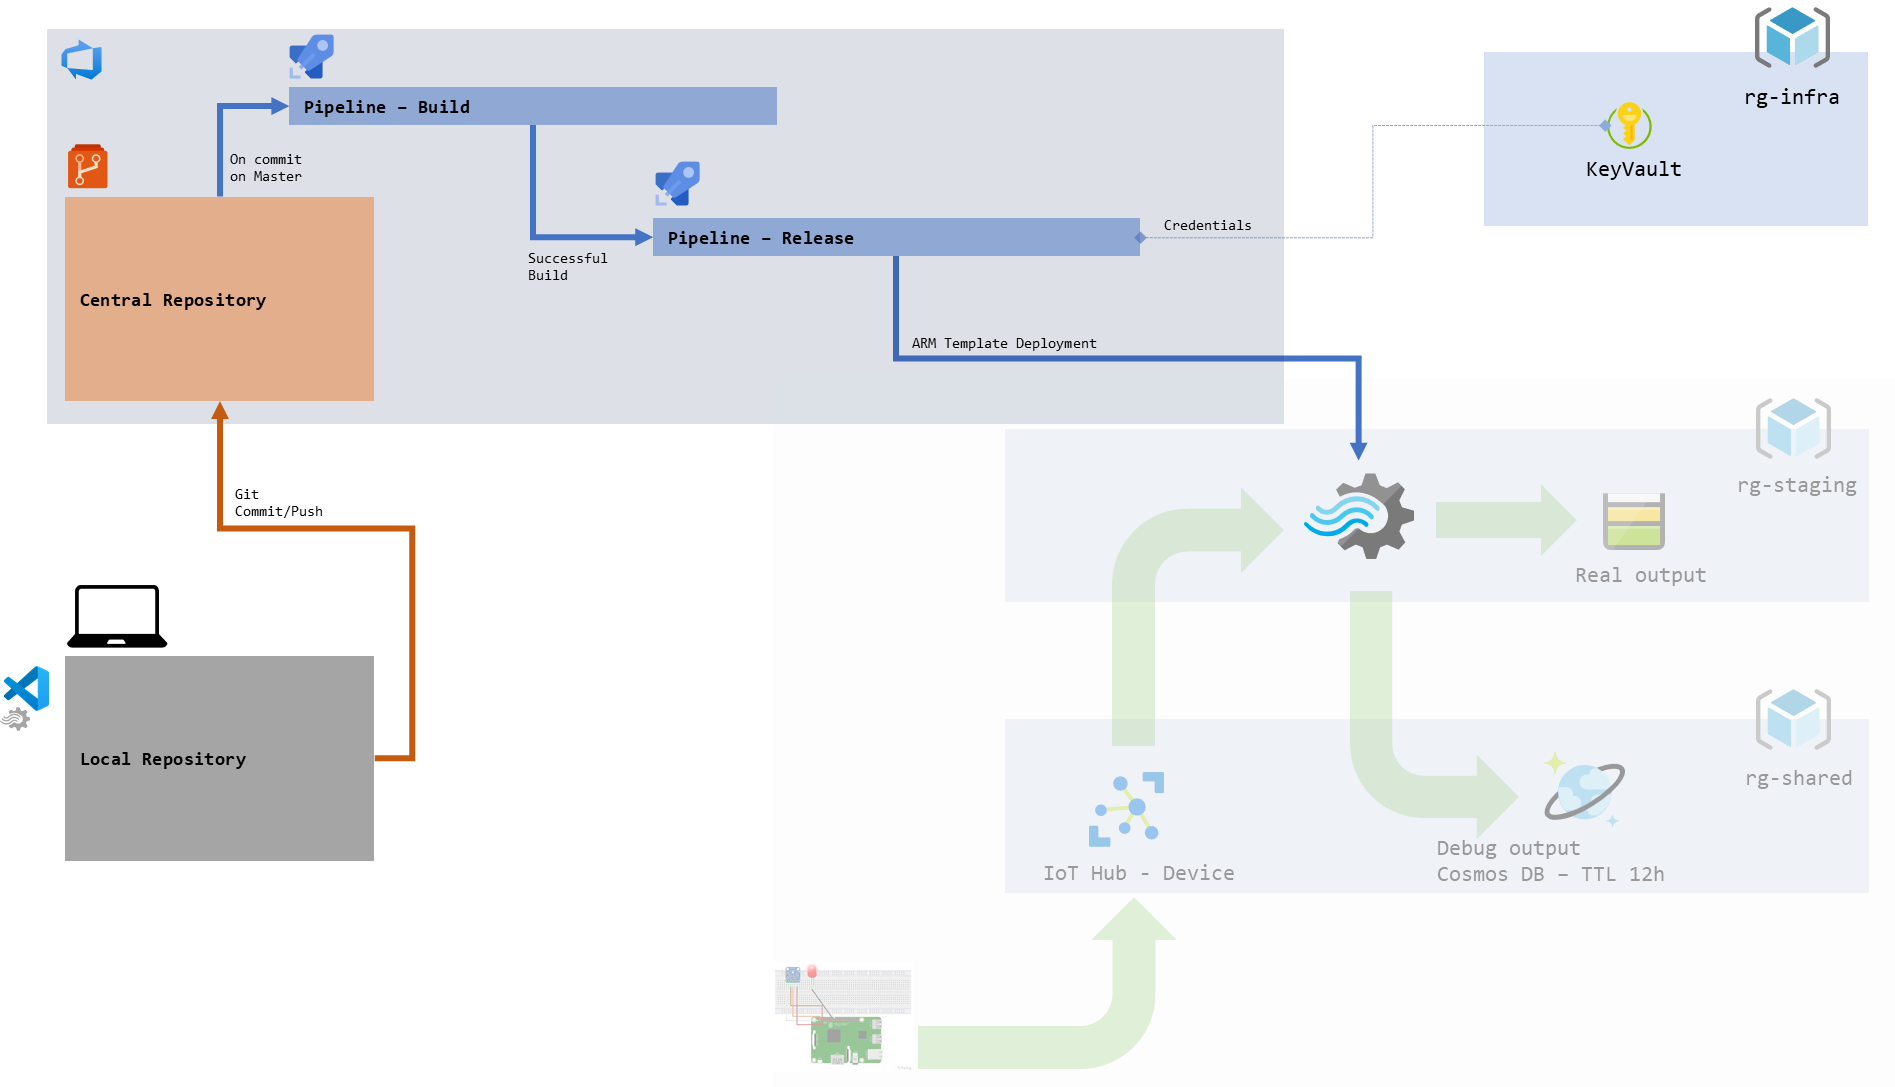 rg-infra
Pipeline – Build
On commit
on Master
KeyVault
Credentials
Pipeline – Release
Successful
Build
Central Repository
ARM Template Deployment
rg-staging
Git
Commit/Push
Real output
Local Repository
rg-shared
Debug output
Cosmos DB – TTL 12h
IoT Hub - Device